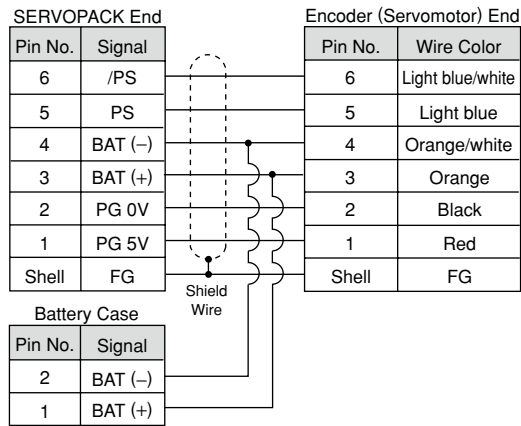 SERVOPACK End
Encoder (Servomotor) End
Pin No. Signal
Pin No. Wire Color
6 /PS
6 Light blue/white
5 PS
5 Light blue
4 BAT (−)
4 Orange/white
3 BAT (+)
3 Orange
2 PG 0V
2 Black
1 PG 5V
1 Red
Shell FG
Shell FG
Shield
Wire
Battery Case
Pin No. Signal
2 BAT (−)
1 BAT (+)